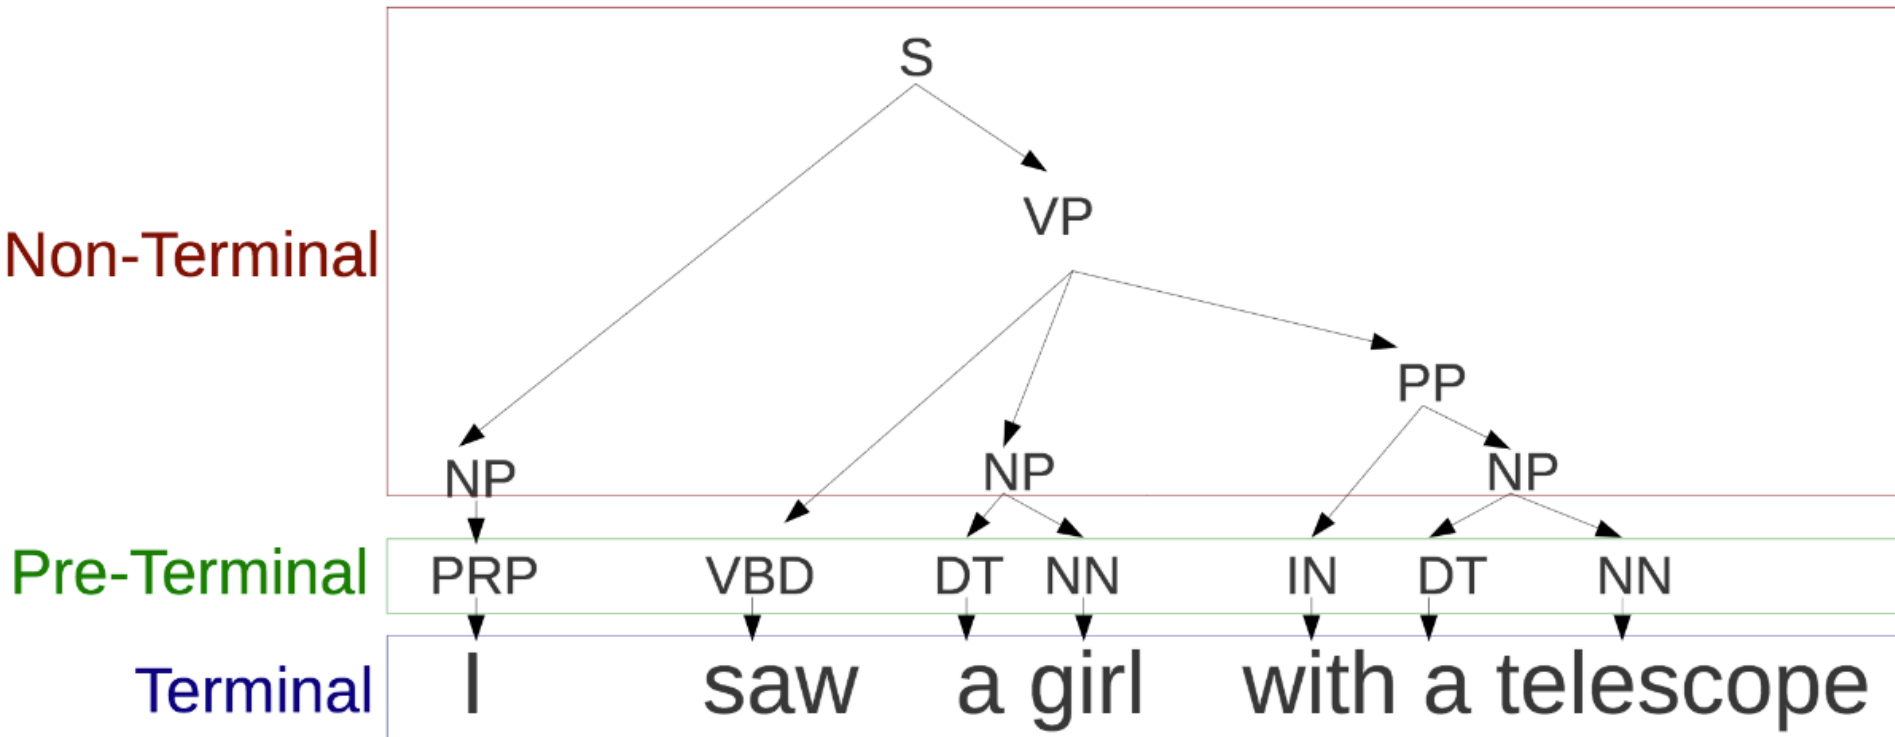 S
VP
Non-Terminal
PP
NP NP NP
Pre-Terminal PRP VBD DT NN IN DT NN
Terminal I saw a girl with a telescope